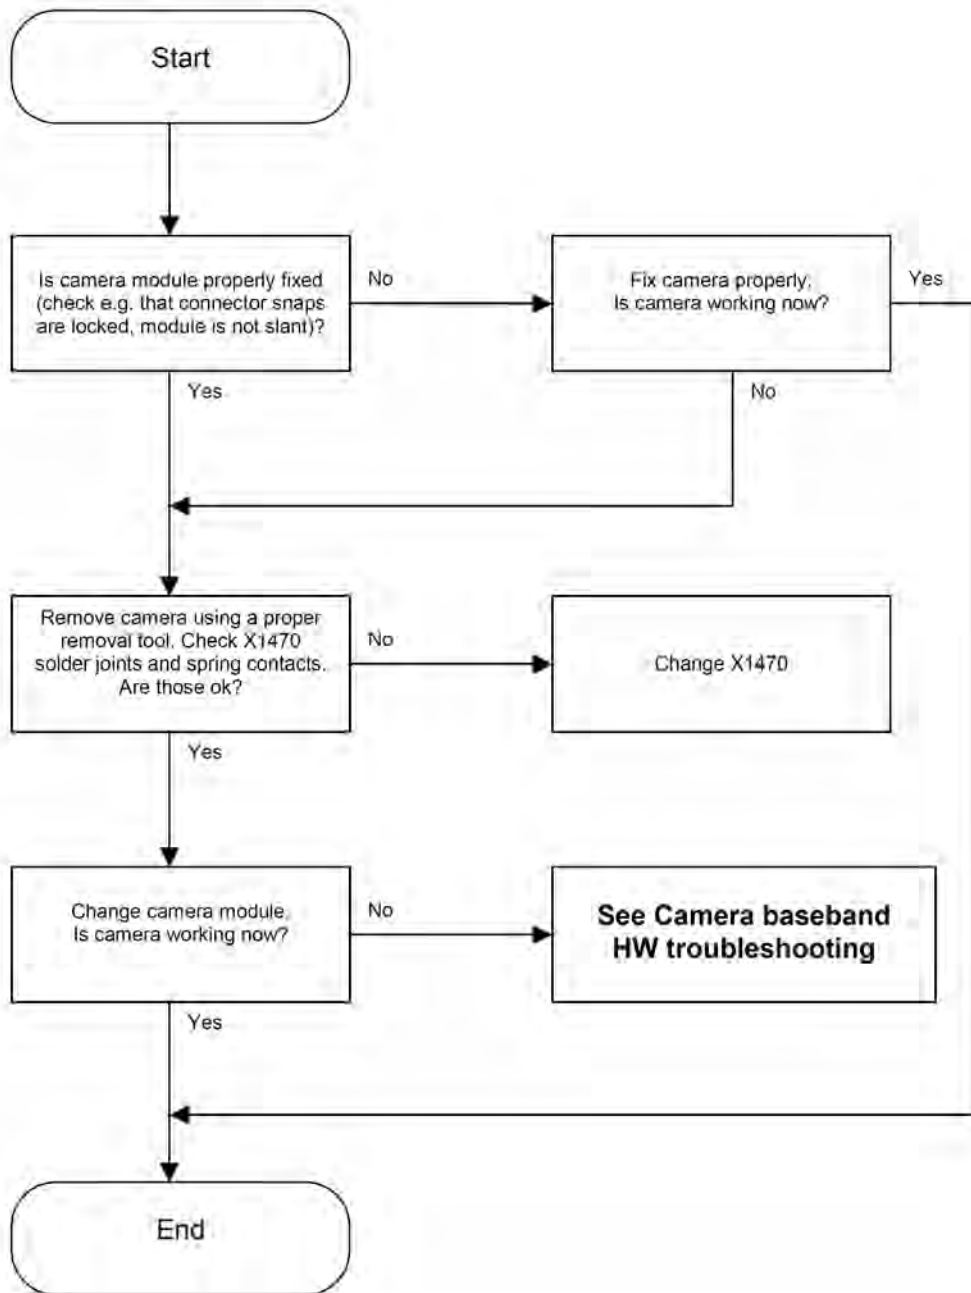 Start
Is camera module properly fixed
(check e.g. that connector snaps
are locked, module is not slant)?
No
Fix camera properly;
Is camera working now?
Yes
Yes
No
Remove camera using a proper
removal tool. Check X1470
solder joints and spring contacts.
Are those ok?
No
Change X1470
Yes
Change camera module,
Is camera working now?
No
See Camera baseband
HW troubleshooting
Yes
End